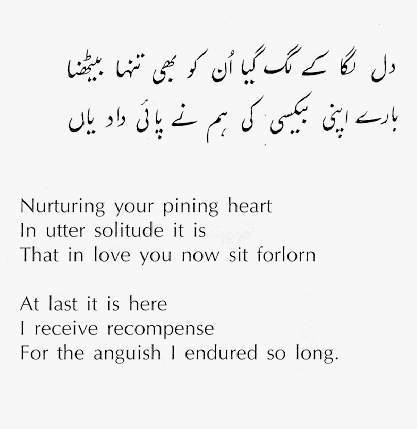 دل لگا کے لگ گیا اُن کو بھی تنہا بیٹھنا
بارے اپنی بیکسی کی ہم نے پائی داد یاں
Nurturing your pining heart
In utter solitude it is
That in love you now sit forlorn
At last it is here
I receive recompense
For the anguish I endured so long.